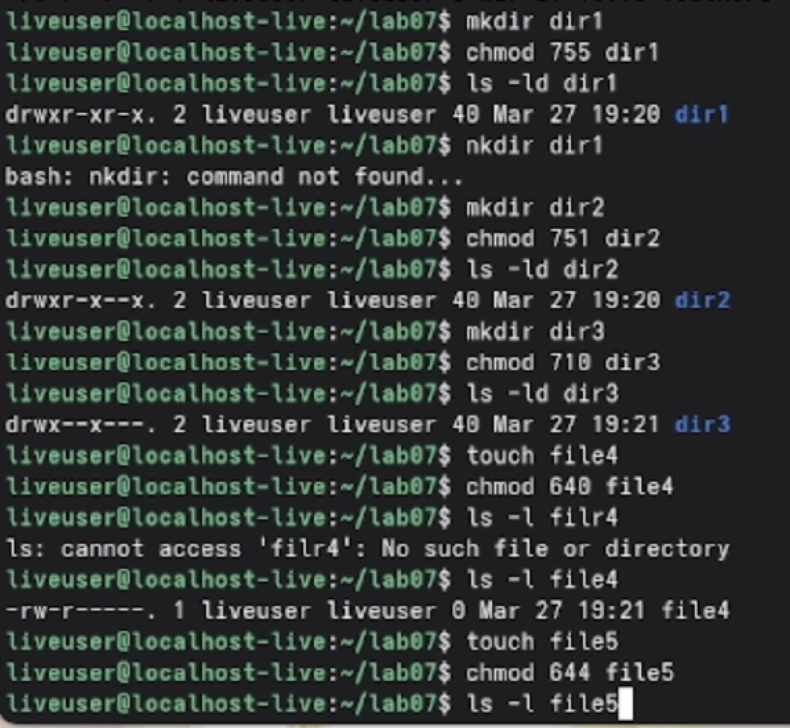 liveuser@localhost-live:~/lab07$ mkdir dir1
liveuser@localhost-live:~/lab07$ chmod 755 dir1
liveuser@localhost-live:~/lab07$ ls -ld dir1
drwxr-xr-x. 2 liveuser liveuser 40 Mar 27 19:20 dir1
liveuser@localhost-live:~/lab07$ nkdir dir1
bash: nkdir: command not found...
liveuser@localhost-live:~/lab07$ mkdir dir2
liveuser@localhost-live:~/lab07$ chmod 751 dir2
liveuser@localhost-live:~/lab07$ ls -ld dir2
drwxr-x--x. 2 liveuser liveuser 40 Mar 27 19:20 dir2
liveuser@localhost-live:~/lab07$ mkdir dir3
liveuser@localhost-live:~/lab07$ chmod 710 dir3
liveuser@localhost-live:~/lab07$ ls -ld dir3
drwx--x---. 2 liveuser liveuser 40 Mar 27 19:21 dir3
liveuser@localhost-live:~/lab07$ touch file4
liveuser@localhost-live:~/lab07$ chmod 640 file4
liveuser@localhost-live:~/lab07$ ls -l filr4
ls: cannot access 'filr4': No such file or directory
liveuser@localhost-live:~/lab07$ ls -l file4
-rw-r-----. 1 liveuser liveuser 0 Mar 27 19:21 file4
liveuser@localhost-live:~/lab07$ touch file5
liveuser@localhost-live:~/lab07$ chmod 644 file5
liveuser@localhost-live:~/lab07$ ls -l file5